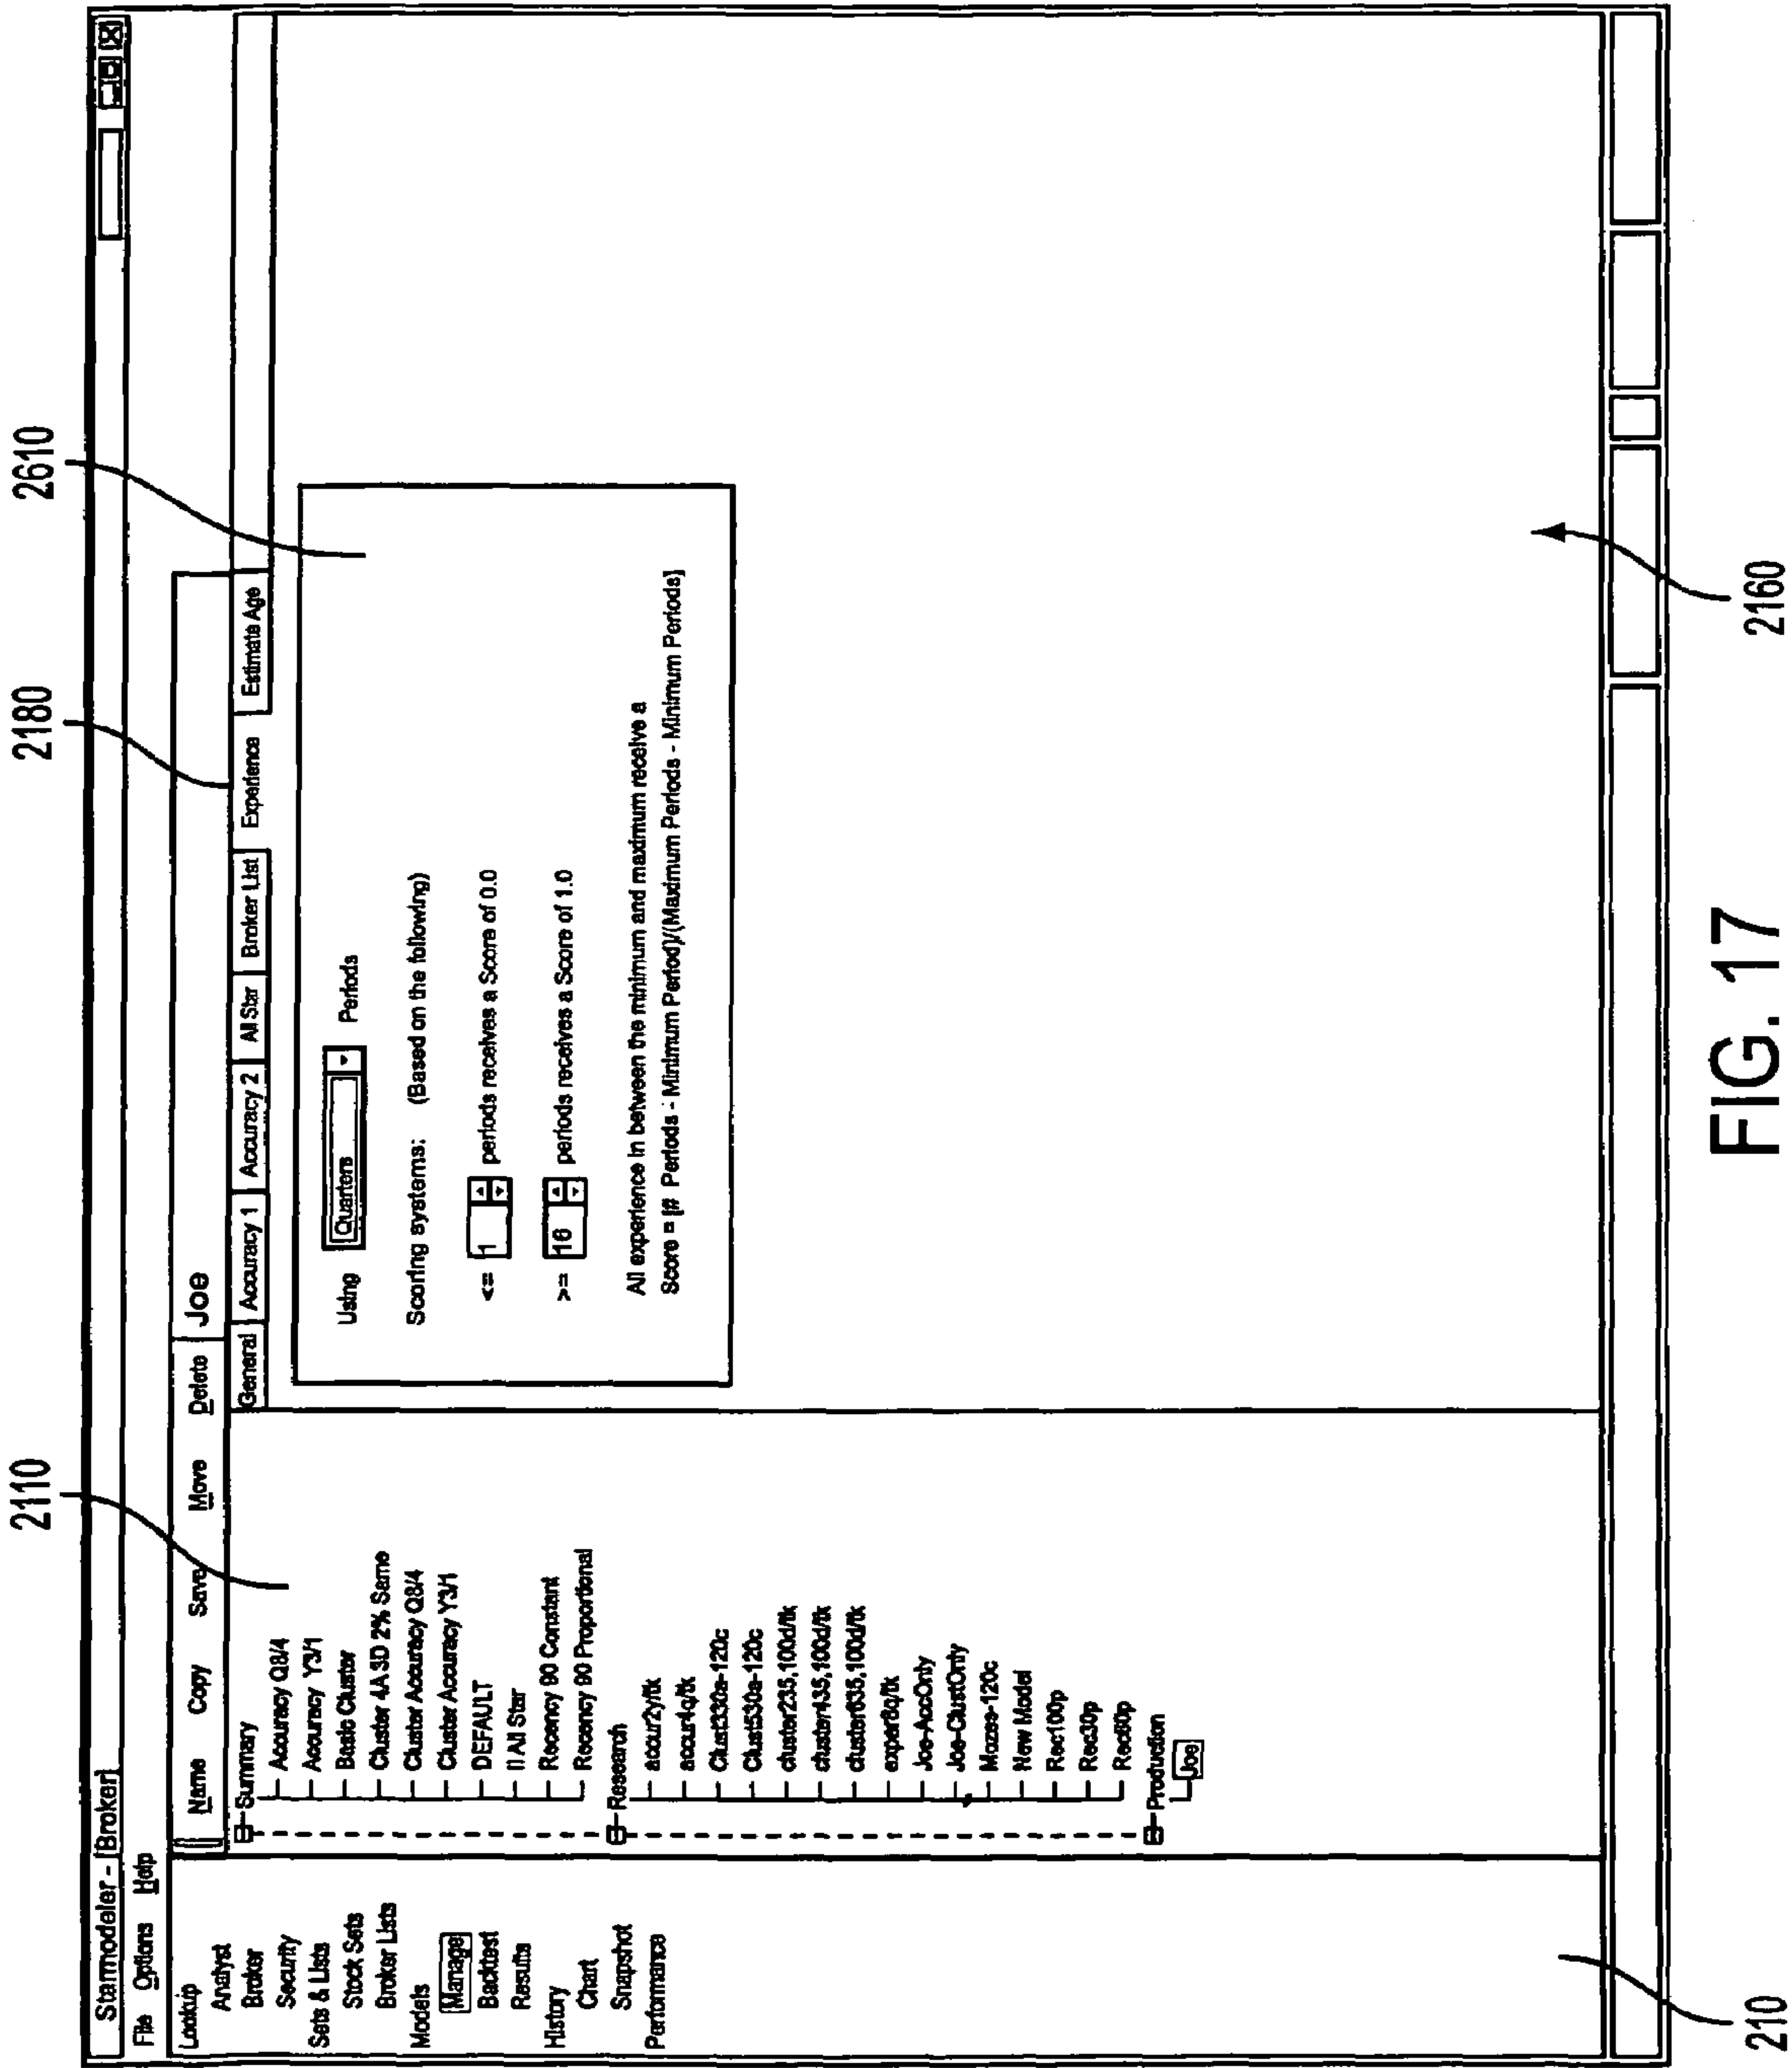 2110
2180
2610
Starmodeler - [Broker]
File Options Help
Name Copy Save Move Delete Joe
General Accuracy 1 Accuracy 2 All Star Broker List Experience Estimate Age
Lookup
Analyst
Broker
Security
Sets & Lists
Stock Sets
Broker Lists
Models
Manage
Backtest
Results
History
Chart
Snapshot
Performance
Summary
Accuracy Q8/4
Accuracy Y3/1
Basic Cluster
Cluster 4A 3D 2% Same
Cluster Accuracy Q8/4
Cluster Accuracy Y3/1
DEFAULT
II All Star
Recency 90 Constant
Recency 90 Proportional
Research
accur2y/tk
accur4q/tk
Clust330a-120c
Clust530a-120c
cluster235,100d/tk
cluster435,100d/tk
cluster635,100d/tk
exper8q/tk
Joe-AccOnly
Joe-ClustOnly
Mozes-120c
New Model
Rec100p
Rec30p
Rec60p
Production
Joe
Using Quarters Periods
Scoring systems: (Based on the following)
<= 1 periods receives a Score of 0.0
>= 16 periods receives a Score of 1.0
All experience in between the minimum and maximum receive a
Score = [# Periods - Minimum Period)/(Maximum Periods - Minimum Periods]
210
2160
FIG. 17